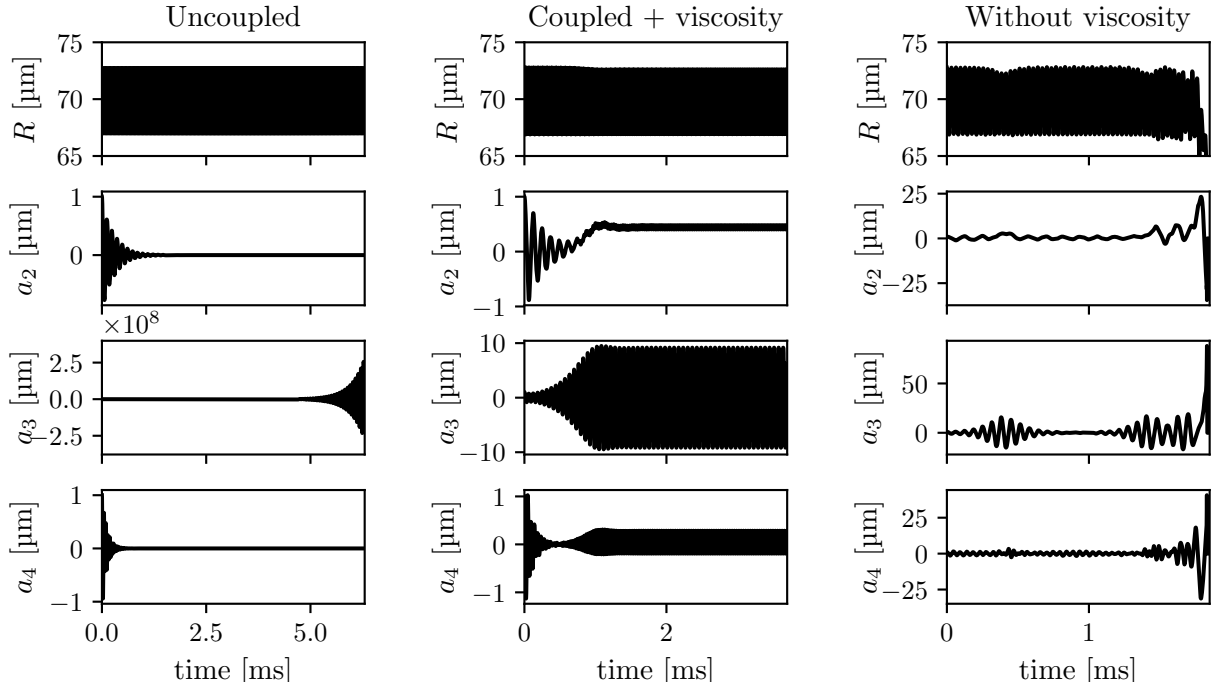 Uncoupled
Coupled + viscosity
Without viscosity
75
70
65
R [µm]
75
70
65
R [µm]
75
70
65
R [µm]
1
0
a₂ [µm]
1
0
−1
a₂ [µm]
25
0
−25
a₂ [µm]
×10⁸
2.5
0.0
−2.5
a₃ [µm]
10
0
−10
a₃ [µm]
50
0
a₃ [µm]
1
0
−1
a₄ [µm]
1
0
−1
a₄ [µm]
25
0
−25
a₄ [µm]
0.0 2.5 5.0
0 2
0 1
time [ms]
time [ms]
time [ms]